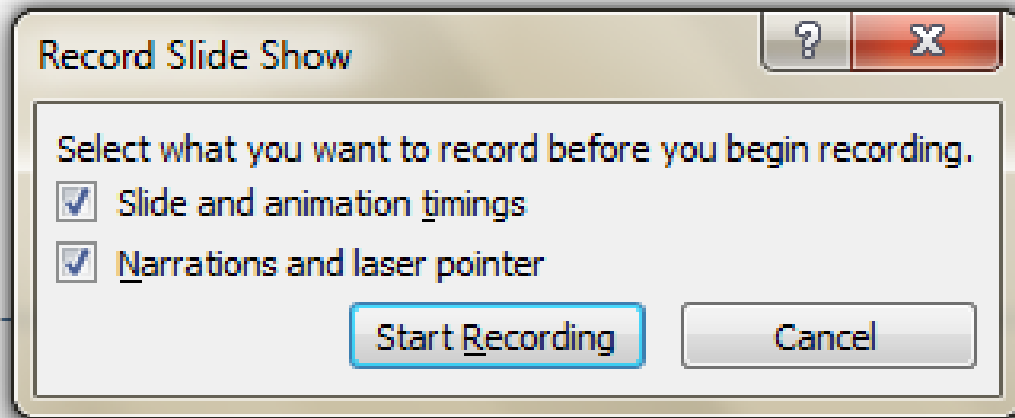 Record Slide Show
Select what you want to record before you begin recording.
Slide and animation timings
Narrations and laser pointer
Start Recording Cancel